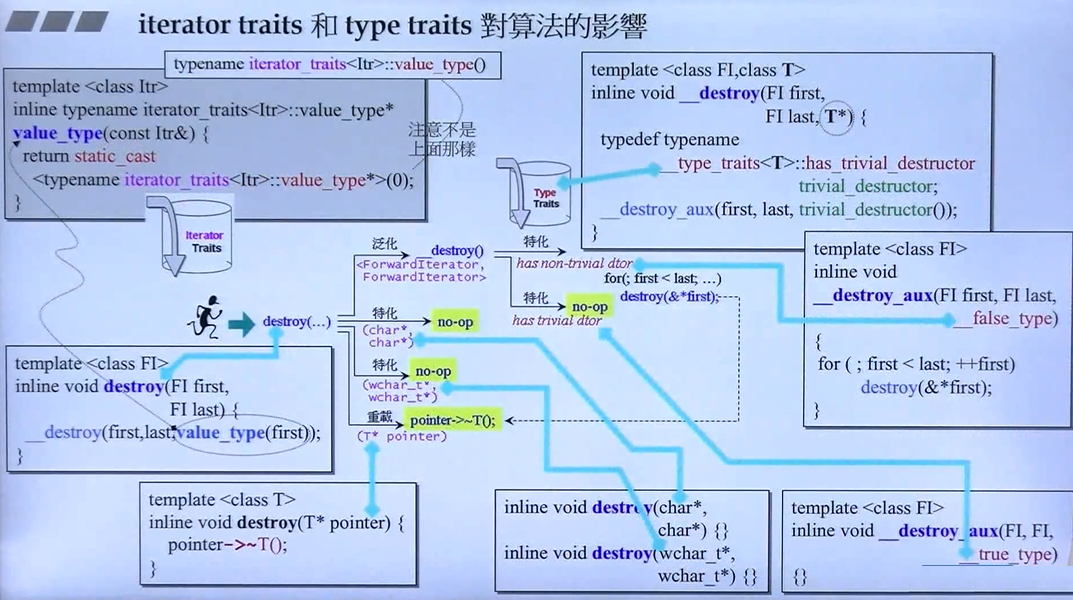 iterator traits 和 type traits 對算法的影響
typename iterator_traits<Itr>::value_type()
template <class Itr>
inline typename iterator_traits<Itr>::value_type*
value_type(const Itr&) {
return static_cast
<typename iterator_traits<Itr>::value_type*>(0);
}
注意不是
上面那樣
Iterator
Traits
Type
Traits
template <class FI,class T>
inline void __destroy(FI first,
FI last, T*) {
typedef typename
__type_traits<T>::has_trivial_destructor
trivial_destructor;
__destroy_aux(first, last, trivial_destructor());
}
template <class FI>
inline void
__destroy_aux(FI first, FI last,
__false_type)
{
for ( ; first < last; ++first)
destroy(&*first);
}
destroy(…)
泛化
__destroy()
<ForwardIterator,
ForwardIterator>
特化
has non-trivial dtor
for(; first < last; …)
destroy(&*first);
特化
no-op
has trivial dtor
特化
no-op
(char*,
char*)
特化
no-op
(wchar_t*,
wchar_t*)
重載
pointer->~T();
(T* pointer)
template <class FI>
inline void destroy(FI first,
FI last) {
__destroy(first,last,value_type(first));
}
template <class T>
inline void destroy(T* pointer) {
pointer->~T();
}
inline void destroy(char*,
char*) {}
inline void destroy(wchar_t*,
wchar_t*) {}
template <class FI>
inline void __destroy_aux(FI, FI,
__true_type)
{}